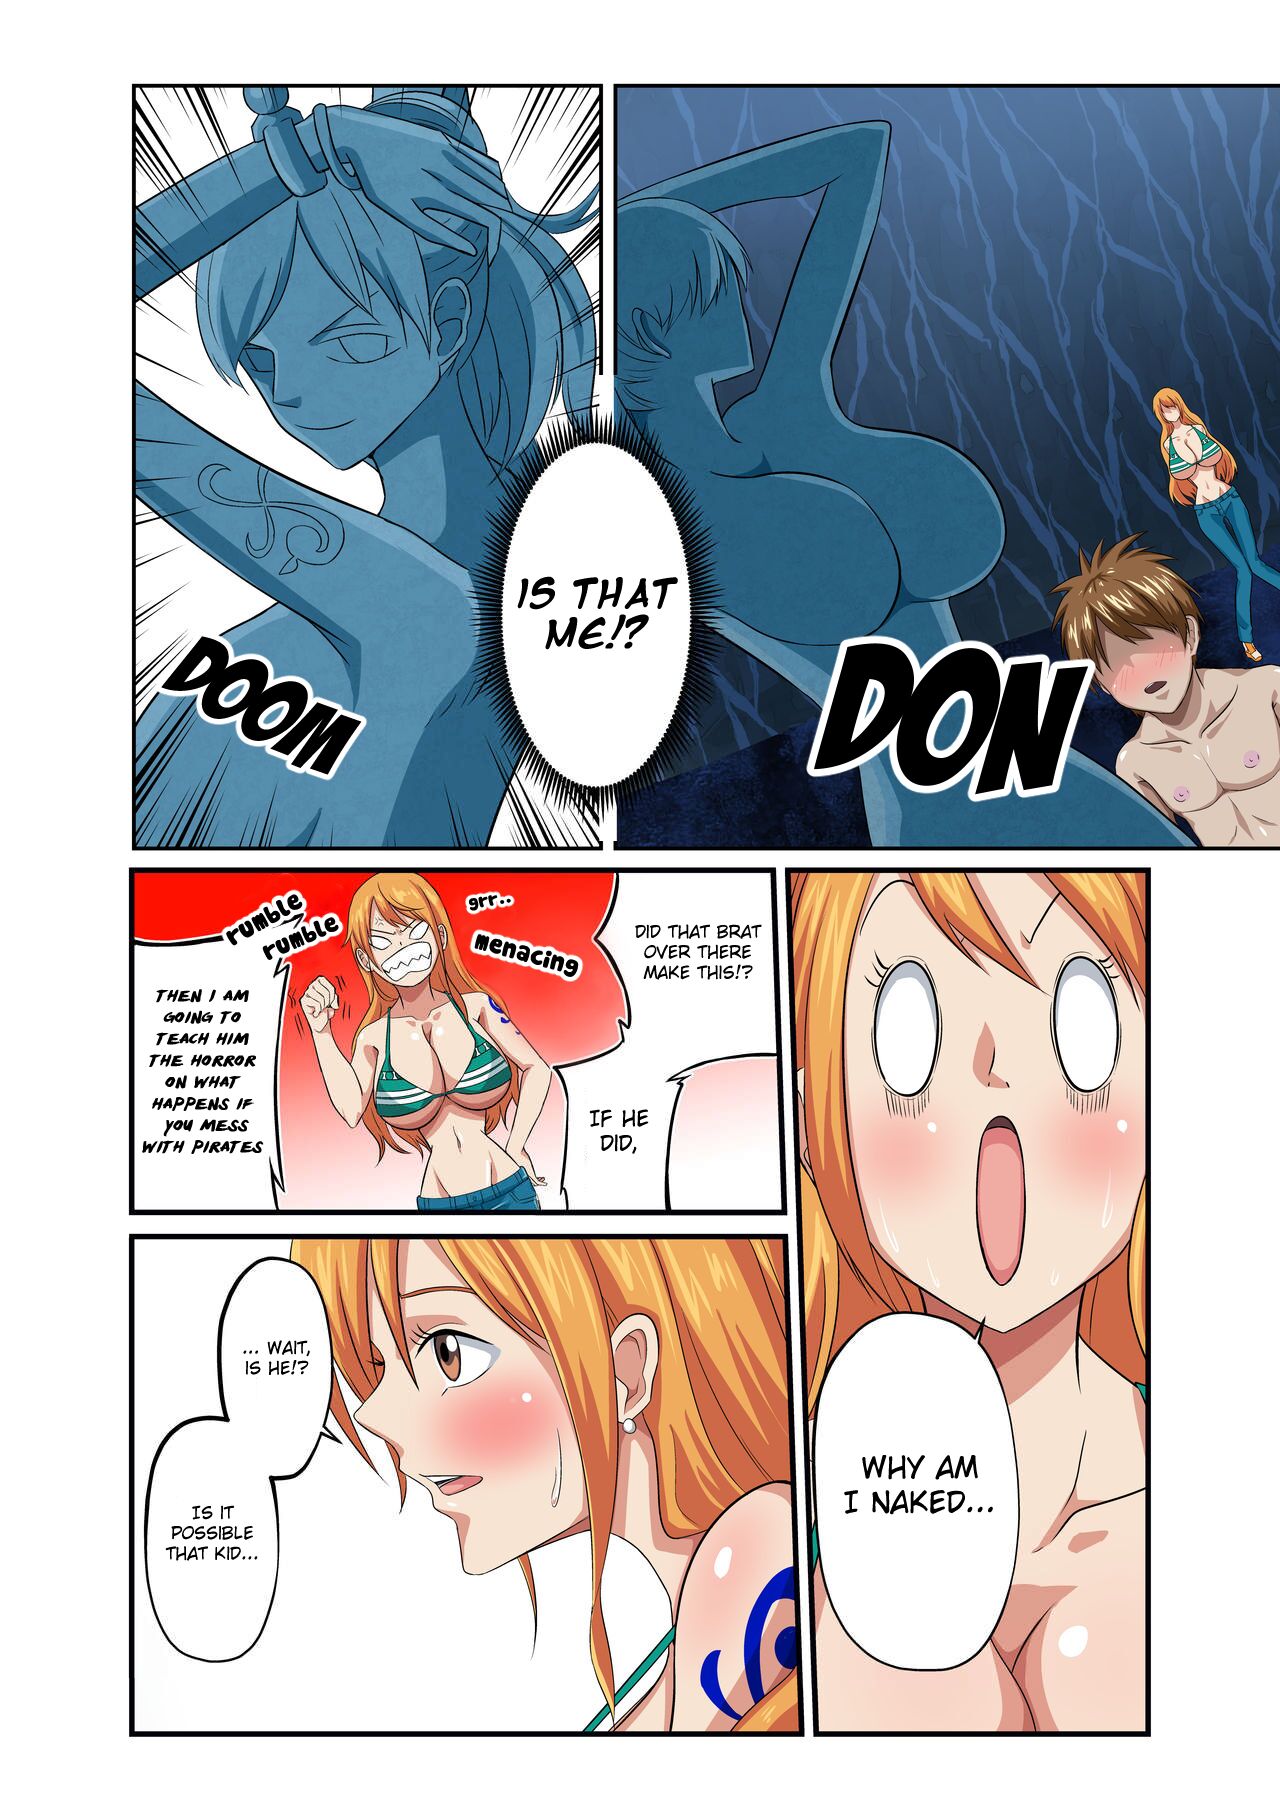 IS THAT
ME!?
DOOM
DON
DID THAT BRAT
OVER THERE
MAKE THIS!?
IF HE
DID,
grr..
menacing
rumble
rumble
THEN I AM
GOING TO
TEACH HIM
THE HORROR
ON WHAT
HAPPENS IF
YOU MESS
WITH PIRATES
WHY AM
I NAKED...
... WAIT,
IS HE!?
IS IT
POSSIBLE
THAT KID...